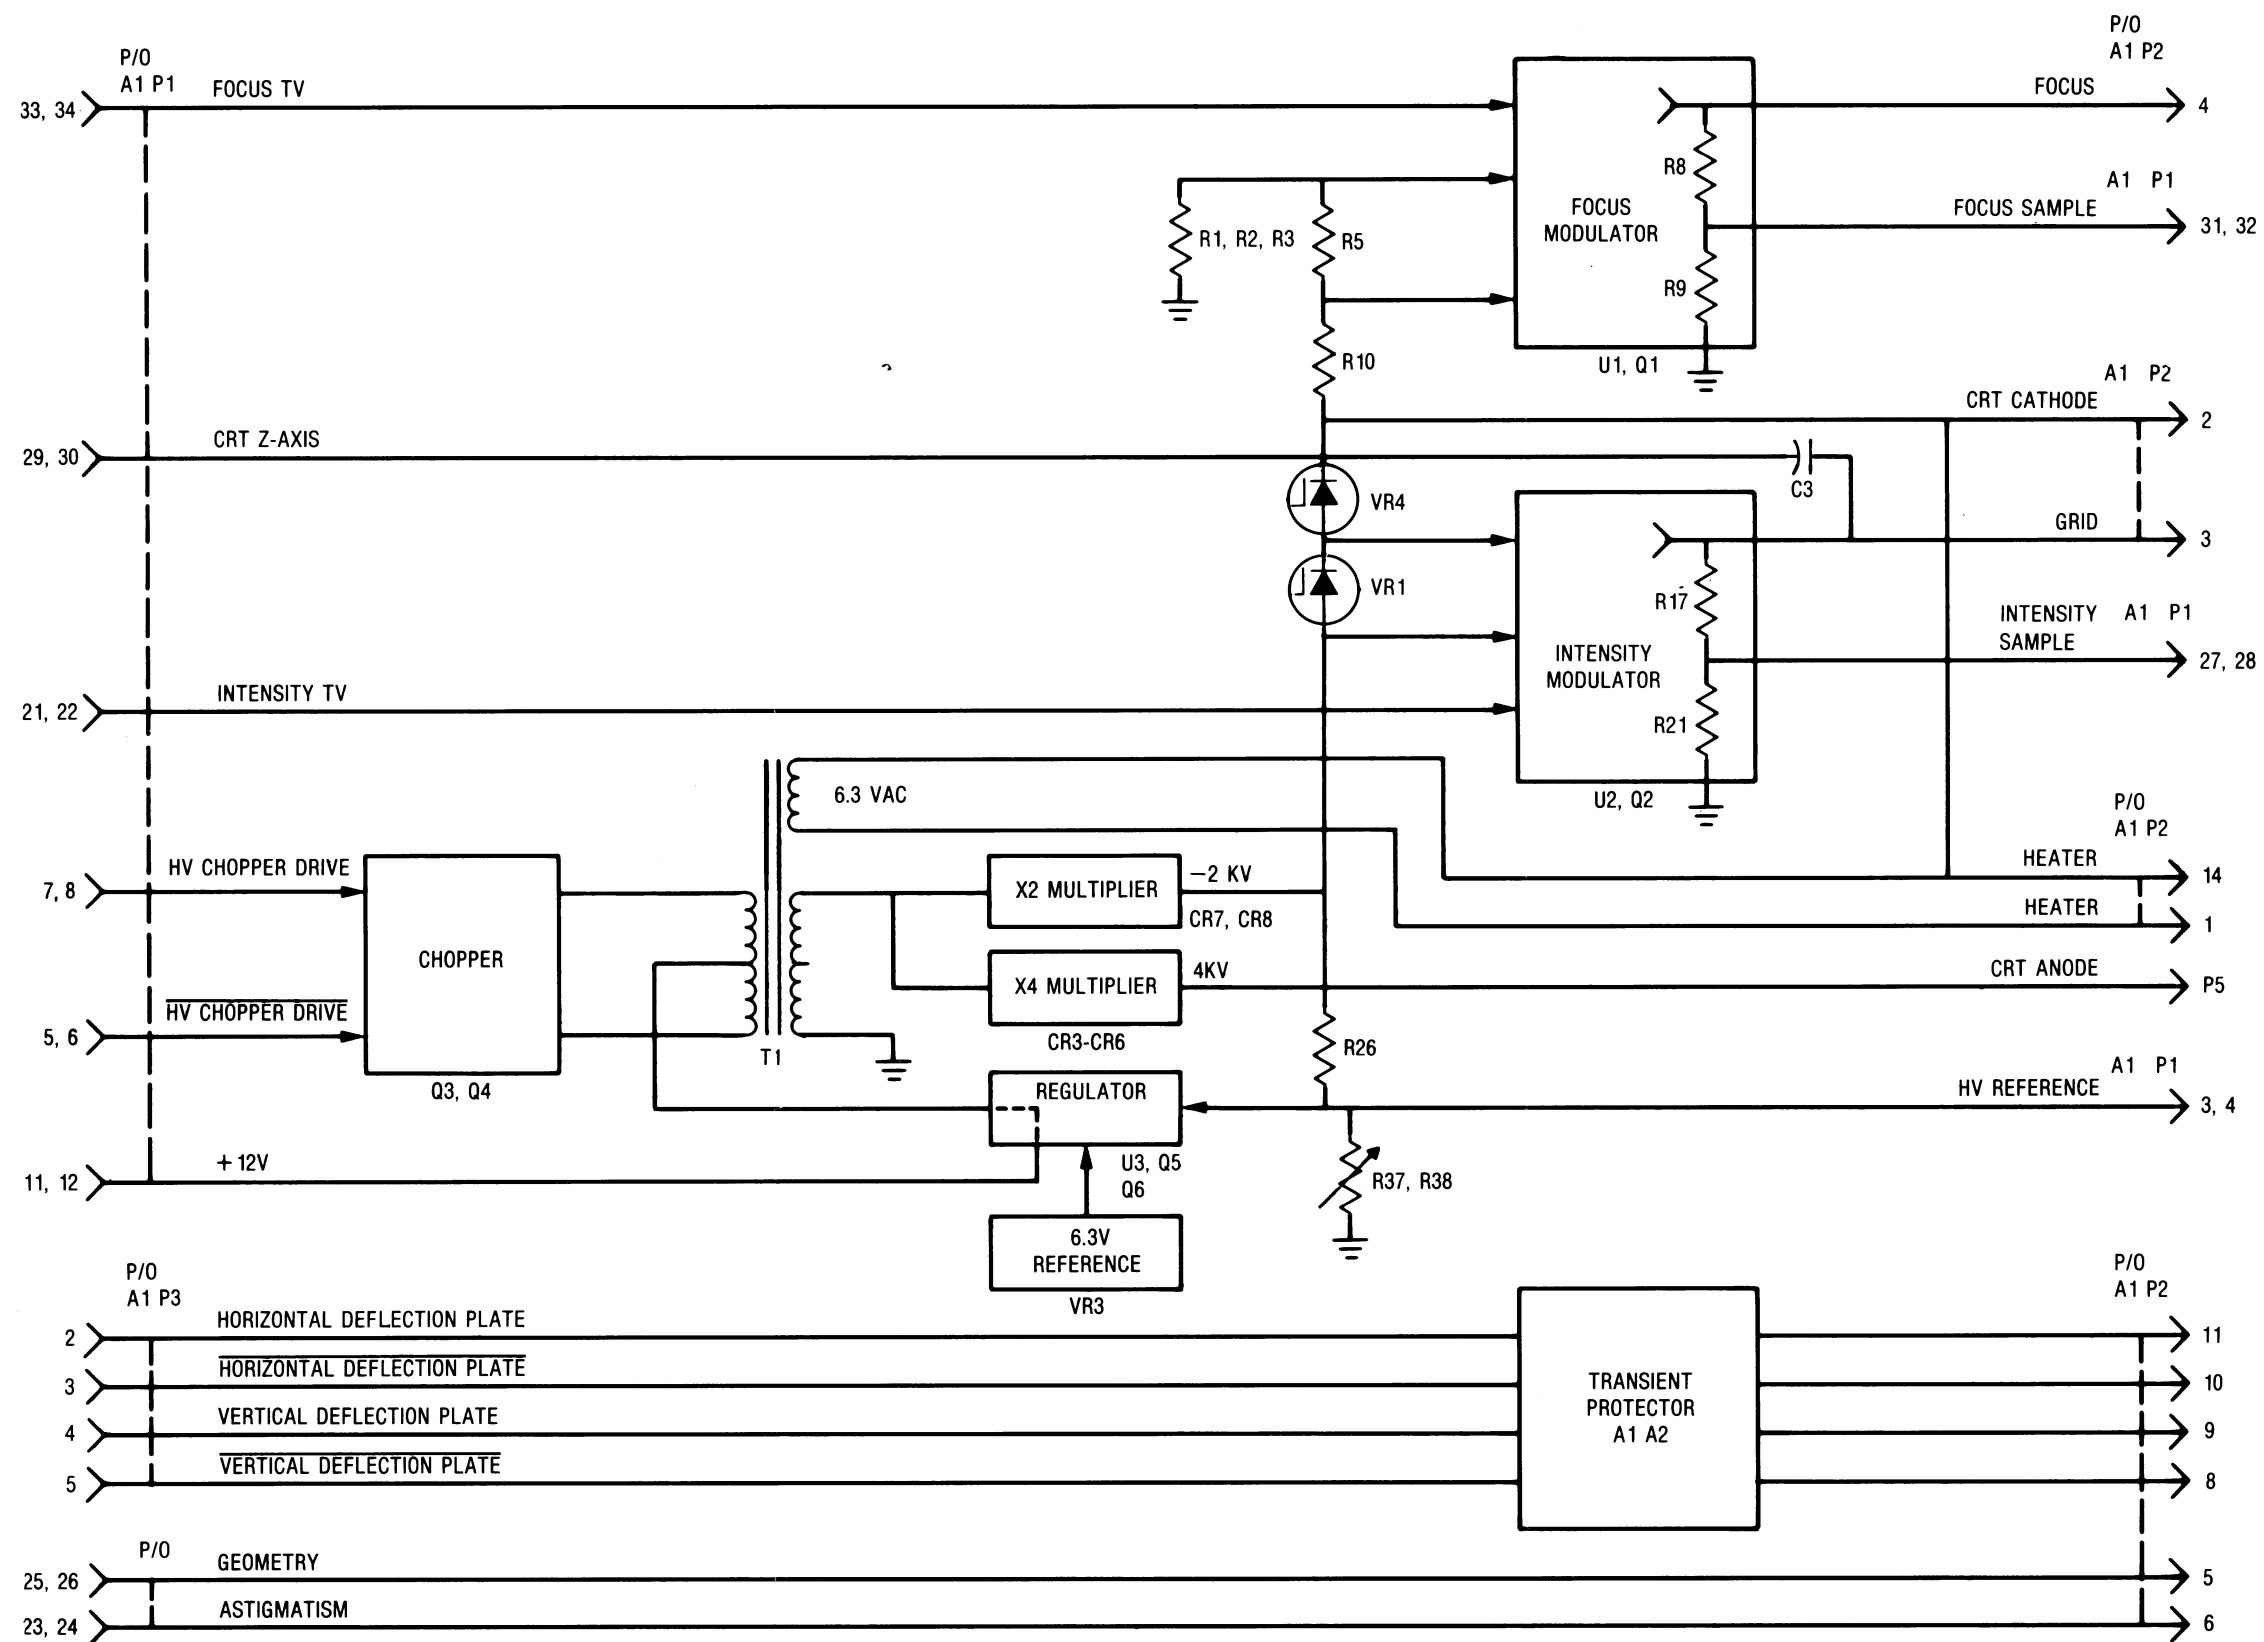 P/O
A1 P2
P/O
A1 P1
FOCUS TV
33, 34
FOCUS
4
R8
A1 P1
FOCUS SAMPLE
31, 32
FOCUS
MODULATOR
R1, R2, R3
R5
R9
R10
U1, Q1
A1 P2
CRT CATHODE
2
CRT Z-AXIS
29, 30
C3
VR4
GRID
3
VR1
R17
INTENSITY A1 P1
SAMPLE
27, 28
INTENSITY
MODULATOR
INTENSITY TV
21, 22
R21
6.3 VAC
U2, Q2
P/O
A1 P2
HV CHOPPER DRIVE
7, 8
X2 MULTIPLIER
−2 KV
CR7, CR8
HEATER
14
HEATER
1
CHOPPER
X4 MULTIPLIER
4KV
CRT ANODE
P5
HV CHOPPER DRIVE
5, 6
T1
CR3-CR6
R26
Q3, Q4
REGULATOR
A1 P1
HV REFERENCE
3, 4
+12V
11, 12
U3, Q5
Q6
R37, R38
6.3V
REFERENCE
VR3
P/O
A1 P3
P/O
A1 P2
HORIZONTAL DEFLECTION PLATE
2
11
HORIZONTAL DEFLECTION PLATE
3
10
VERTICAL DEFLECTION PLATE
4
9
VERTICAL DEFLECTION PLATE
5
8
TRANSIENT
PROTECTOR
A1 A2
P/O
GEOMETRY
25, 26
5
ASTIGMATISM
23, 24
6